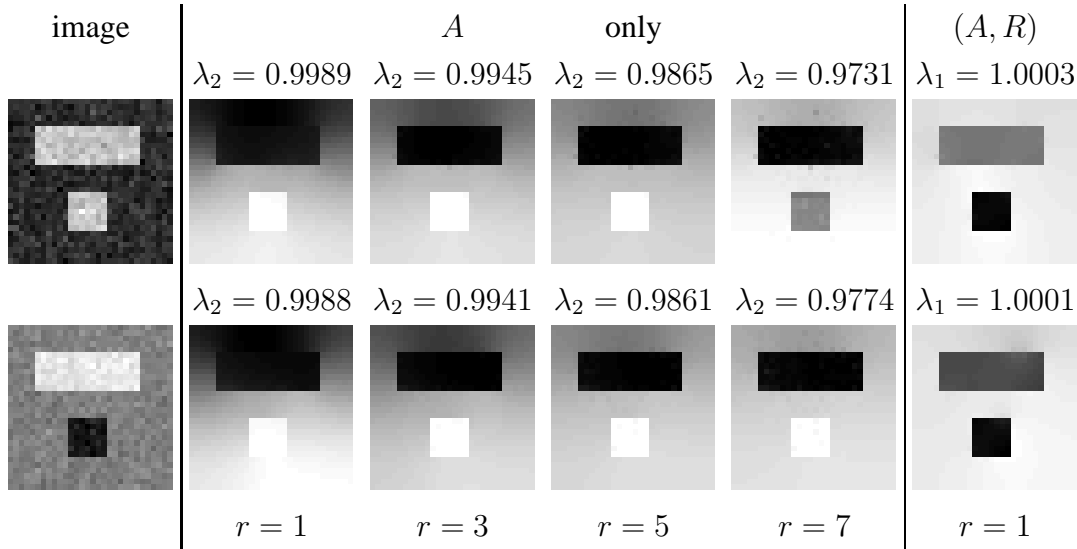 image A only (A, R)
λ₂ = 0.9989 λ₂ = 0.9945 λ₂ = 0.9865 λ₂ = 0.9731 λ₁ = 1.0003
λ₂ = 0.9988 λ₂ = 0.9941 λ₂ = 0.9861 λ₂ = 0.9774 λ₁ = 1.0001
r = 1 r = 3 r = 5 r = 7 r = 1